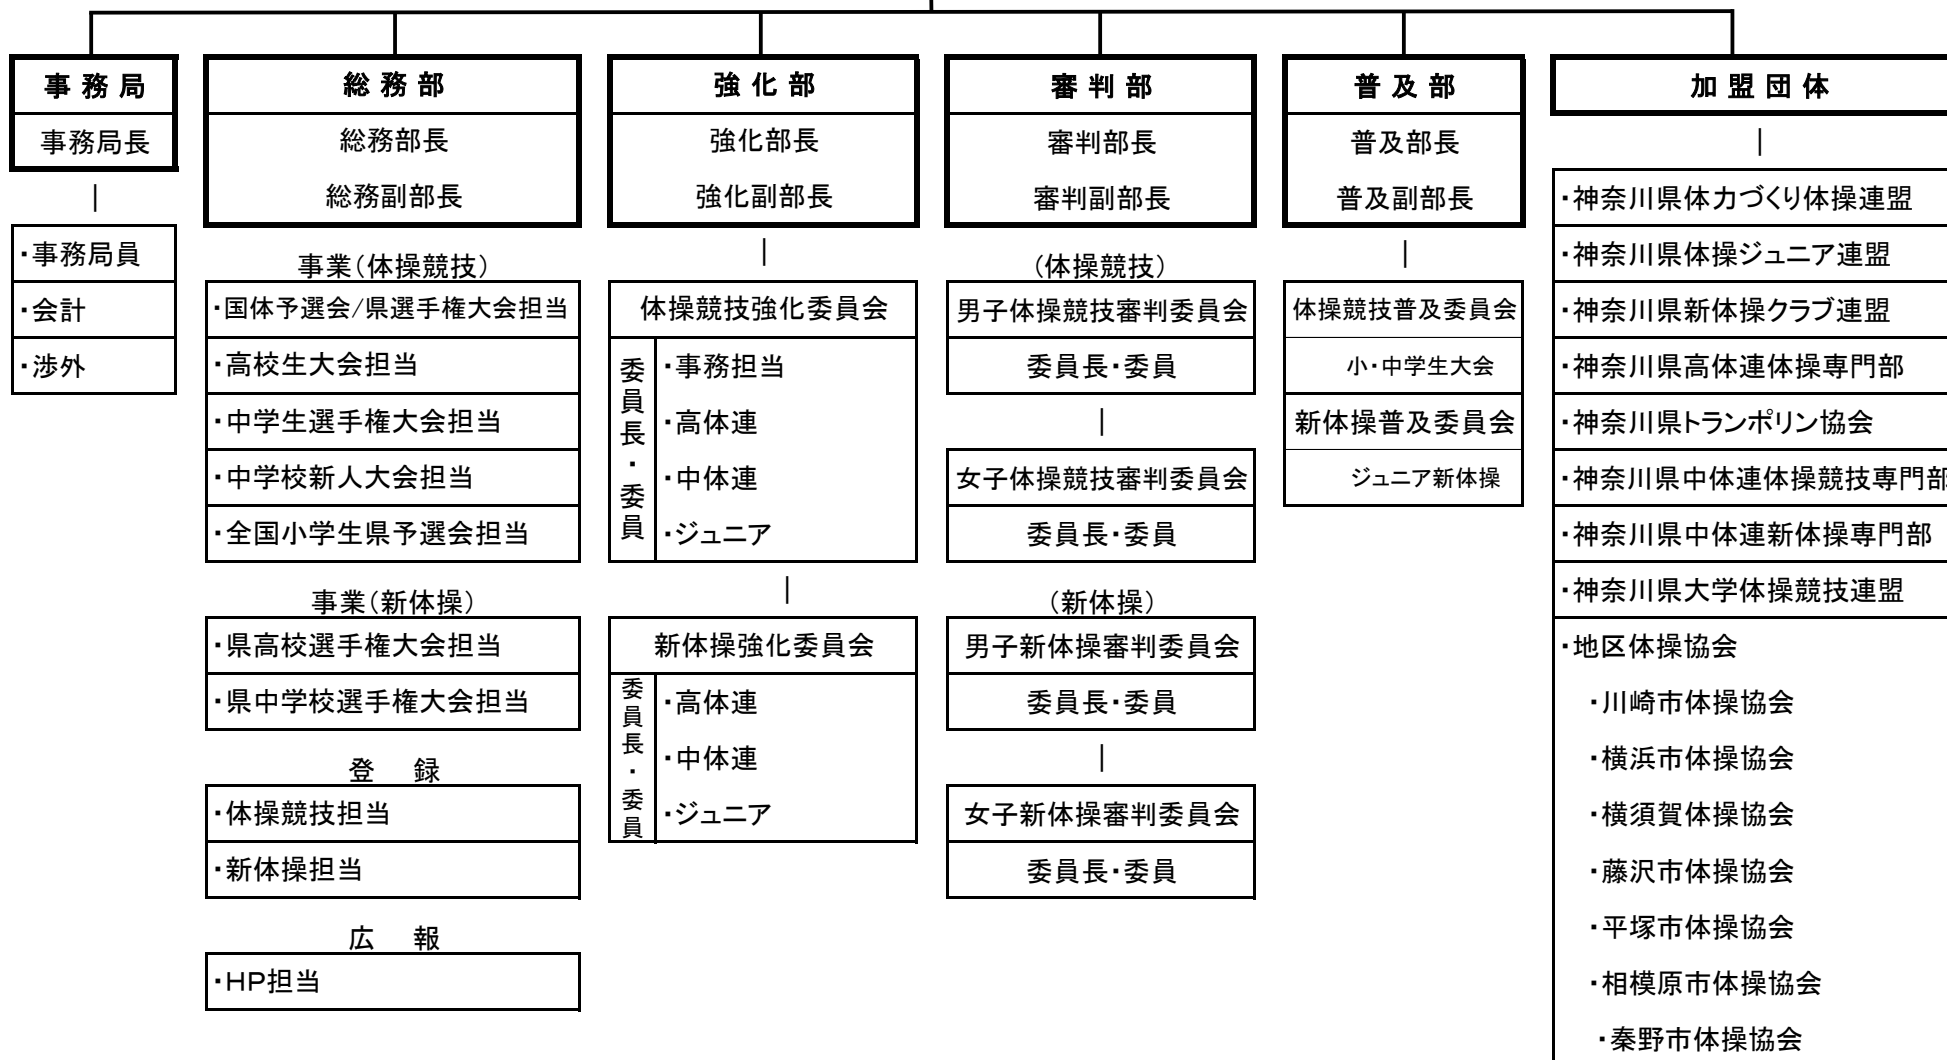 事務局
事務局長
・事務局員
・会計
・渉外
総務部
総務部長
総務副部長
事業(体操競技)
・国体予選会/県選手権大会担当
・高校生大会担当
・中学生選手権大会担当
・中学校新人大会担当
・全国小学生県予選会担当
事業(新体操)
・県高校選手権大会担当
・県中学校選手権大会担当
登 録
・体操競技担当
・新体操担当
広 報
・HP担当
強化部
強化部長
強化副部長
体操競技強化委員会
委員長・委員
・事務担当
・高体連
・中体連
・ジュニア
新体操強化委員会
委員長・委員
・高体連
・中体連
・ジュニア
審判部
審判部長
審判副部長
(体操競技)
男子体操競技審判委員会
委員長・委員
女子体操競技審判委員会
委員長・委員
(新体操)
男子新体操審判委員会
委員長・委員
女子新体操審判委員会
委員長・委員
普及部
普及部長
普及副部長
体操競技普及委員会
小・中学生大会
新体操普及委員会
ジュニア新体操
加盟団体
・神奈川県体力づくり体操連盟
・神奈川県体操ジュニア連盟
・神奈川県新体操クラブ連盟
・神奈川県高体連体操専門部
・神奈川県トランポリン協会
・神奈川県中体連体操競技専門部
・神奈川県中体連新体操専門部
・神奈川県大学体操競技連盟
・地区体操協会
・川崎市体操協会
・横浜市体操協会
・横須賀体操協会
・藤沢市体操協会
・平塚市体操協会
・相模原市体操協会
・秦野市体操協会